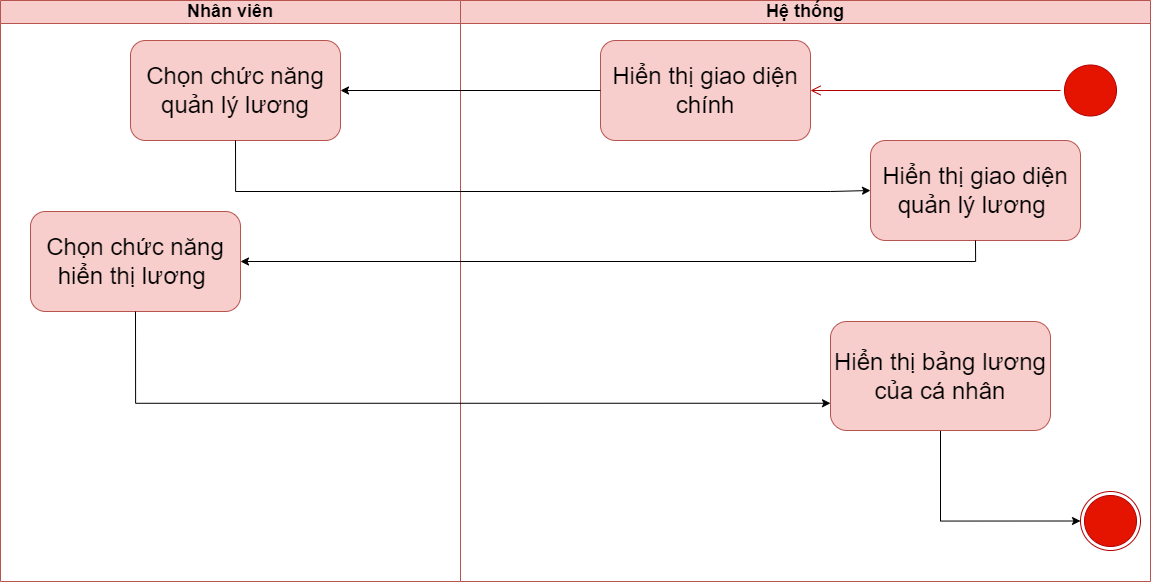 Nhân viên
Hệ thống
Chọn chức năng
quản lý lương
Hiển thị giao diện
chính
Hiển thị giao diện
quản lý lương
Chọn chức năng
hiển thị lương
Hiển thị bảng lương
của cá nhân